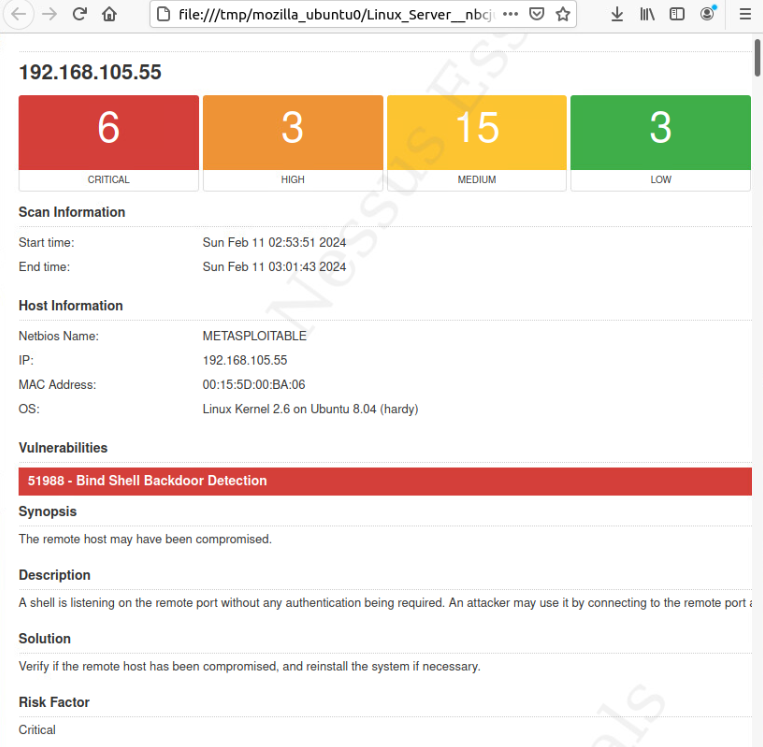 file:///tmp/mozilla_ubuntu0/Linux_Server__nbcj
192.168.105.55
6 3 15 3
CRITICAL HIGH MEDIUM LOW
Scan Information
Start time: Sun Feb 11 02:53:51 2024
End time: Sun Feb 11 03:01:43 2024
Host Information
Netbios Name: METASPLOITABLE
IP: 192.168.105.55
MAC Address: 00:15:5D:00:BA:06
OS: Linux Kernel 2.6 on Ubuntu 8.04 (hardy)
Vulnerabilities
51988 - Bind Shell Backdoor Detection
Synopsis
The remote host may have been compromised.
Description
A shell is listening on the remote port without any authentication being required. An attacker may use it by connecting to the remote port a
Solution
Verify if the remote host has been compromised, and reinstall the system if necessary.
Risk Factor
Critical
Nessus Ess
als